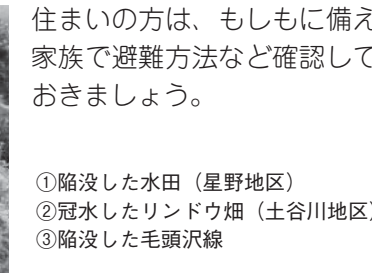 住まいの方は、もしもに備え
家族で避難方法など確認して
おきましょう。
①陥没した水田（星野地区）
②冠水したリンドウ畑（土谷川地区）
③陥没した毛頭沢線